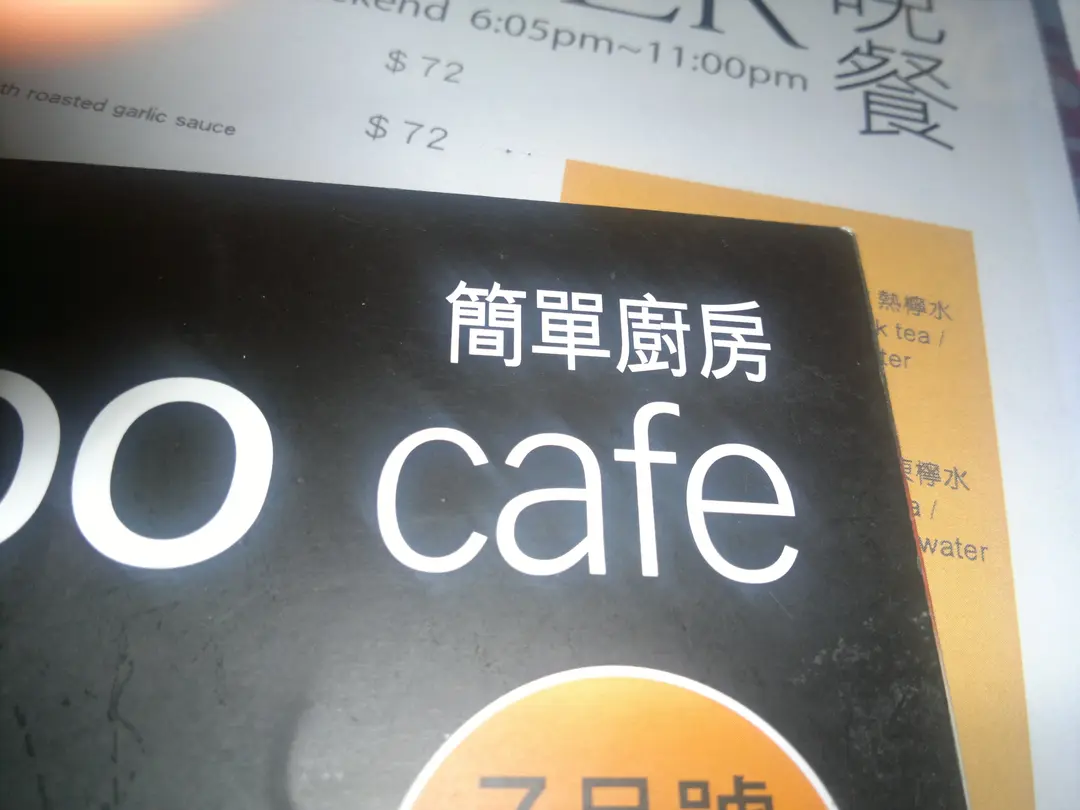 6:05pm~11:00pm
晚餐
$ 72
roasted garlic sauce
$ 72
熱檸水
tea /
簡單廚房
cafe
檸水
/
water